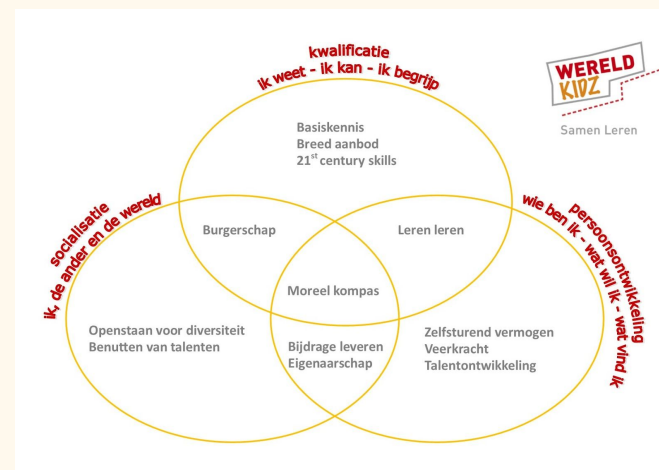 kwalificatie
ik weet - ik kan - ik begrijp
WERELD
KIDZ
Samen Leren
Basiskennis
Breed aanbod
21st century skills
socialisatie
ik, de ander en de wereld
persoonsontwikkeling
wie ben ik - wat wil ik - wat vind ik
Burgerschap
Leren leren
Moreel kompas
Openstaan voor diversiteit
Benutten van talenten
Bijdrage leveren
Eigenaarschap
Zelfsturend vermogen
Veerkracht
Talentontwikkeling